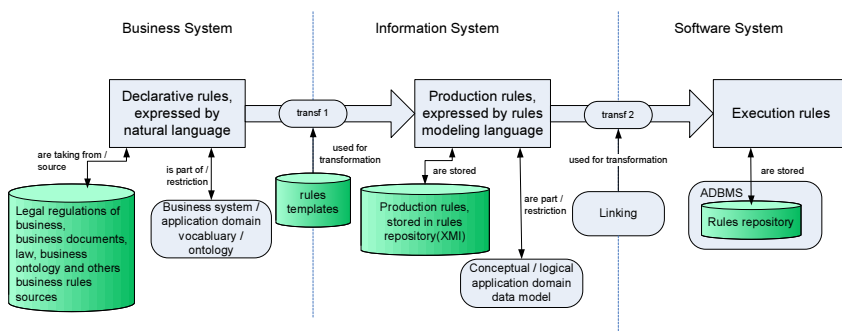 Business System
Information System
Software System
Declarative rules,
expressed by
natural language
transf 1
Production rules,
expressed by rules
modeling language
transf 2
Execution rules
are taking from /
source
is part of /
restriction
used for
transformation
are stored
are part /
restriction
used for transformation
are stored
Legal regulations of
business,
business documents,
law, business
ontology and others
business rules
sources
Business system /
application domain
vocabluary /
ontology
rules
templates
Production rules,
stored in rules
repository(XMI)
Conceptual / logical
application domain
data model
Linking
ADBMS
Rules repository